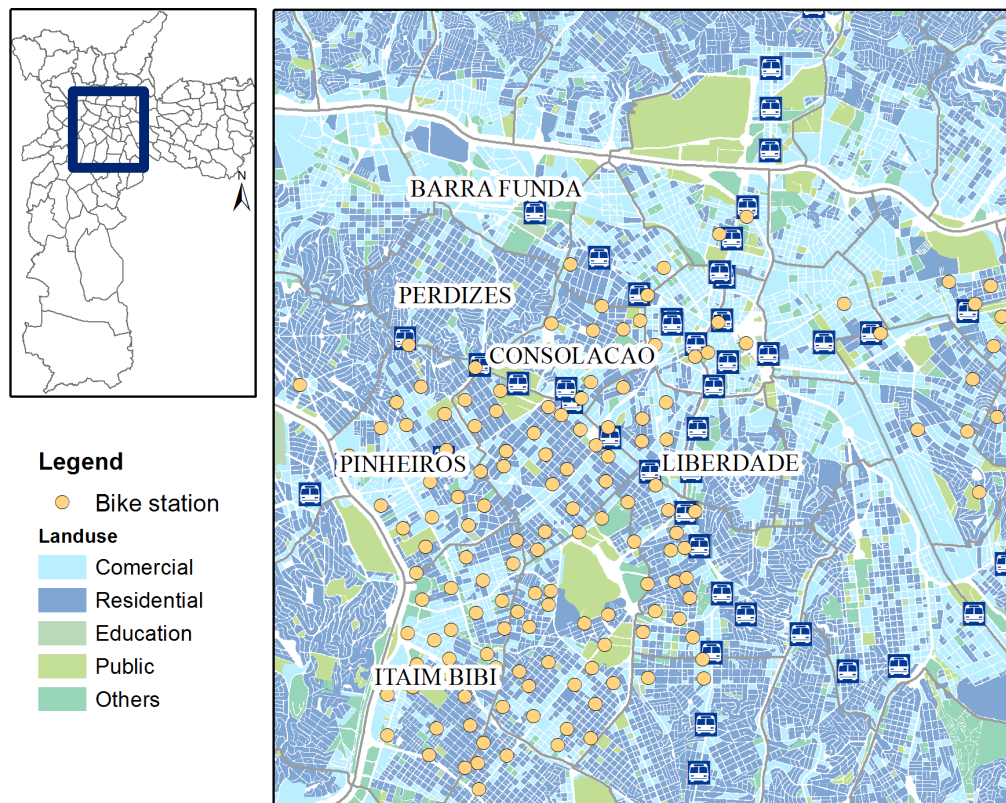 N
BARRA FUNDA
PERDIZES
CONSOLACAO
PINHEIROS
LIBERDADE
ITAIM BIBI
Legend
Bike station
Landuse
Comercial
Residential
Education
Public
Others